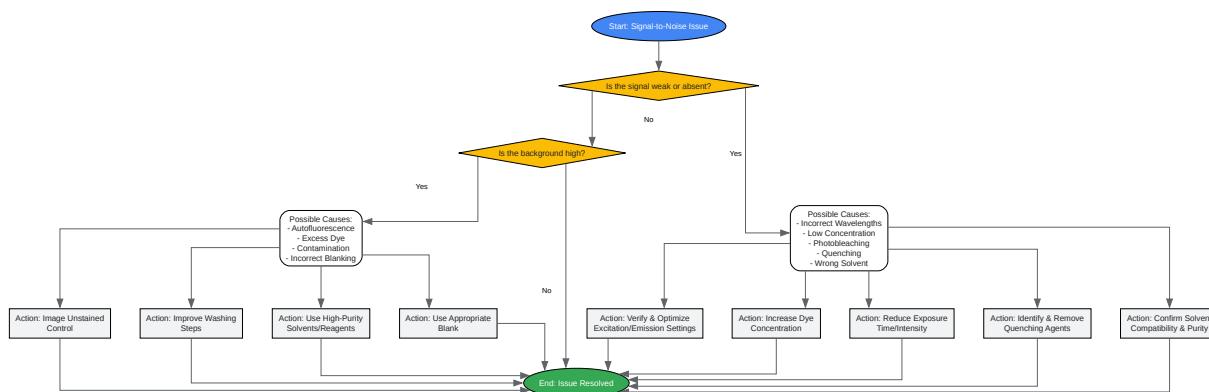 Start: Signal-to-Noise Issue
Is the signal weak or absent?
No
Is the background high?
Yes
Yes
Possible Causes:
- Autofluorescence
- Excess Dye
- Contamination
- Incorrect Blanking
Possible Causes:
- Incorrect Wavelengths
- Low Concentration
- Photobleaching
- Quenching
- Wrong Solvent
No
Action: Image Unstained
Control
Action: Improve Washing
Steps
Action: Use High-Purity
Solvents/Reagents
Action: Use Appropriate
Blank
Action: Verify & Optimize
Excitation/Emission Settings
Action: Increase Dye
Concentration
Action: Reduce Exposure
Time/Intensity
Action: Identify & Remove
Quenching Agents
Action: Confirm Solven
Compatibility & Purity
End: Issue Resolved